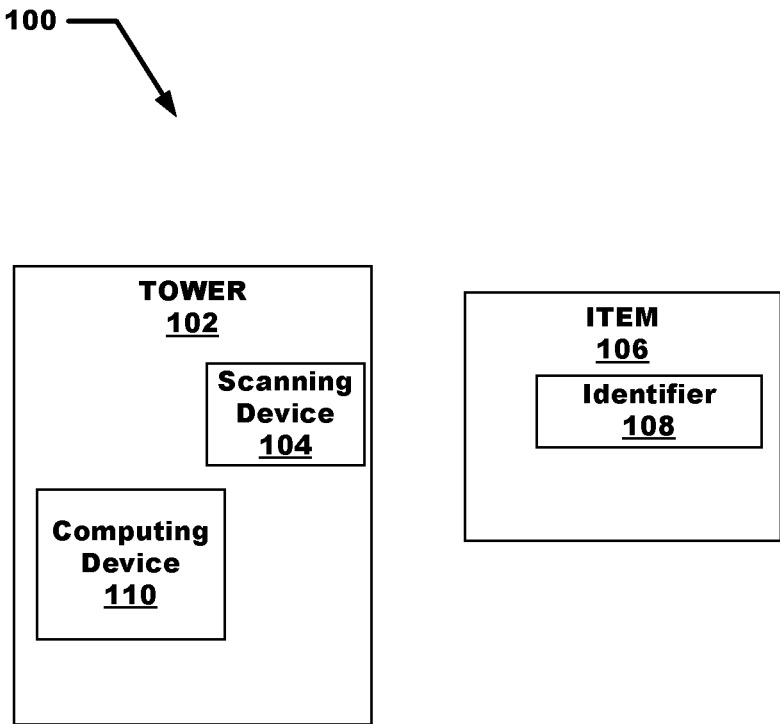 100
TOWER
102
Scanning
Device
104
Computing
Device
110
ITEM
106
Identifier
108